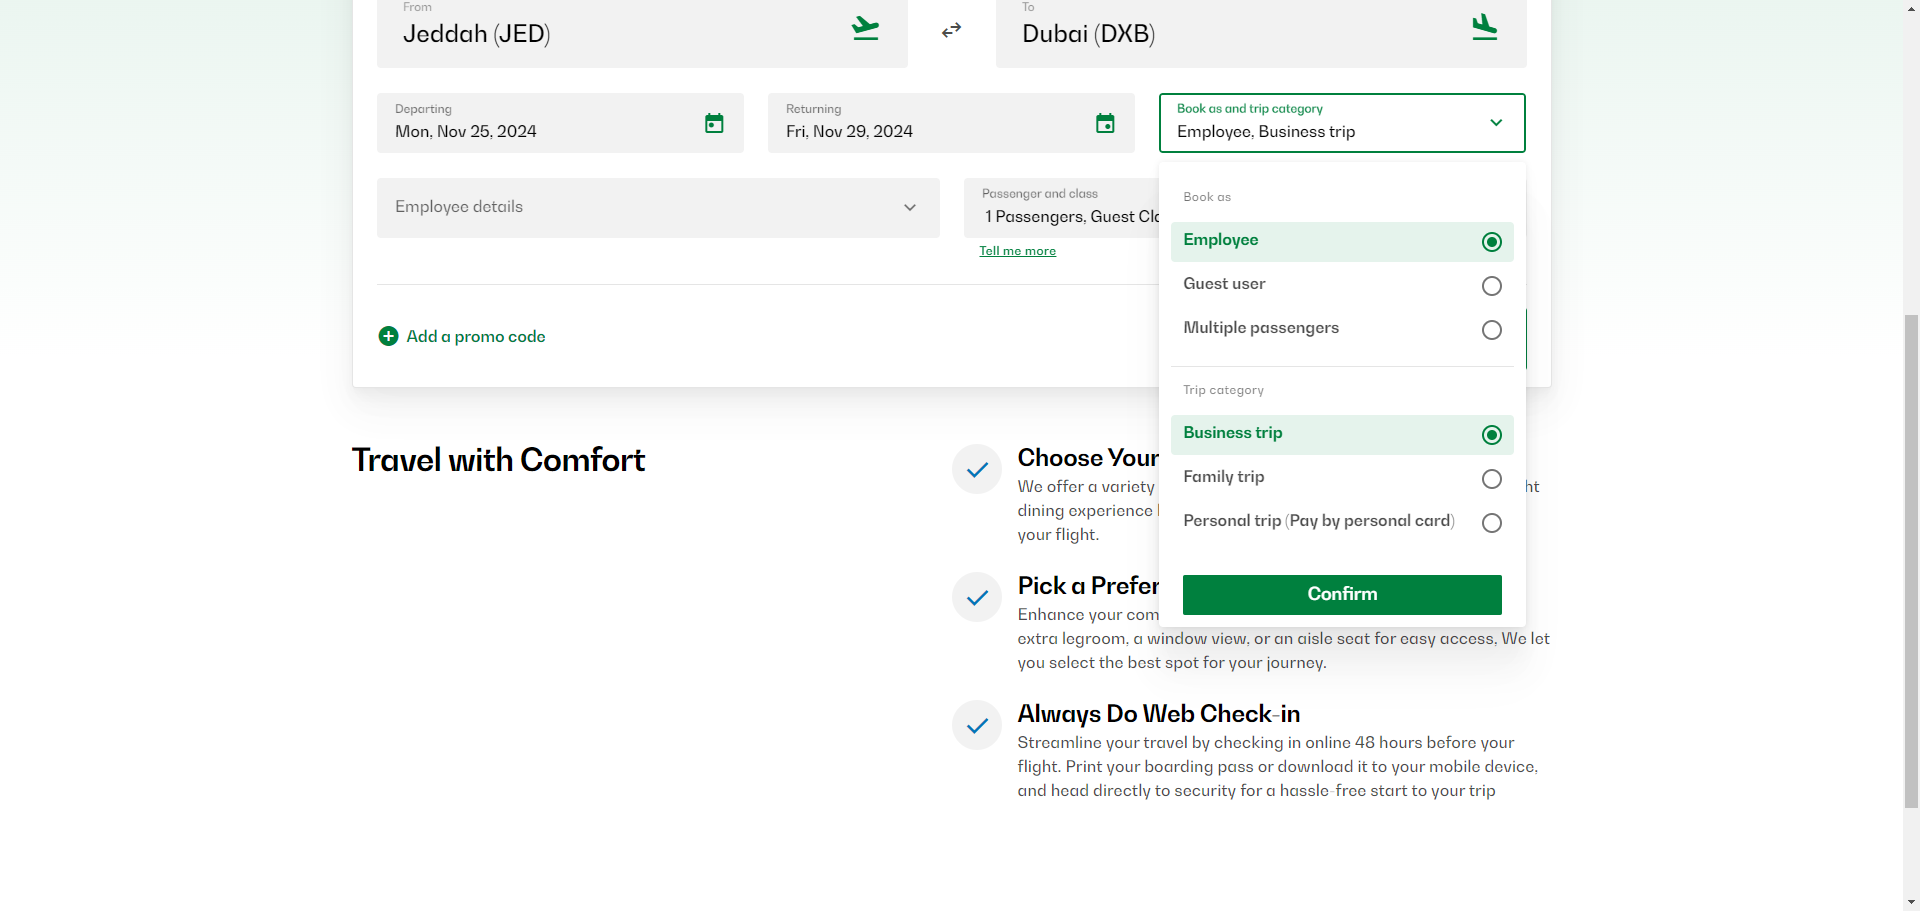 From
Jeddah (JED)
To
Dubai (DXB)
Departing
Mon, Nov 25, 2024
Returning
Fri, Nov 29, 2024
Book as and trip category
Employee, Business trip
Employee details
Passenger and class
1 Passengers, Guest Cla
Tell me more
Add a promo code
Book as
Employee
Guest user
Multiple passengers
Trip category
Business trip
Family trip
Personal trip (Pay by personal card)
Confirm
Travel with Comfort
Choose Your
We offer a variety
ht
dining experience
your flight.
Pick a Prefer
Enhance your com
extra legroom, a window view, or an aisle seat for easy access, We let
you select the best spot for your journey.
Always Do Web Check-in
Streamline your travel by checking in online 48 hours before your
flight. Print your boarding pass or download it to your mobile device,
and head directly to security for a hassle-free start to your trip